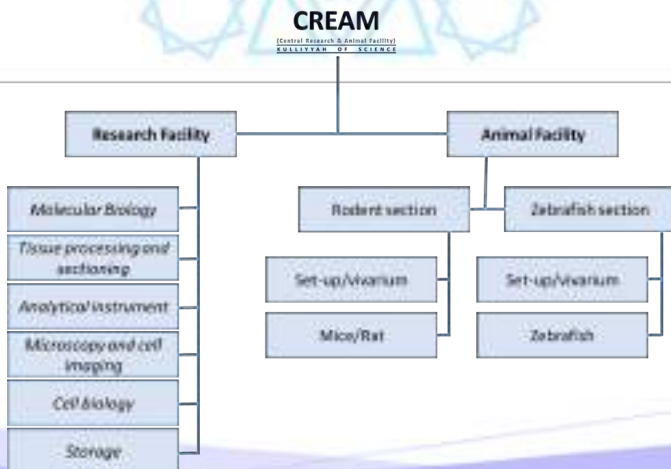 CREAM
(Central Research & Animal Facility)
KULLIYYAH OF SCIENCE
Research Facility
Animal Facility
Molecular Biology
Tissue processing and
sectioning
Analytical instrument
Microscopy and cell
imaging
Cell biology
Storage
Rodent section
Set-up/vivarium
Mice/Rat
Zebrafish section
Set-up/vivarium
Zebrafish